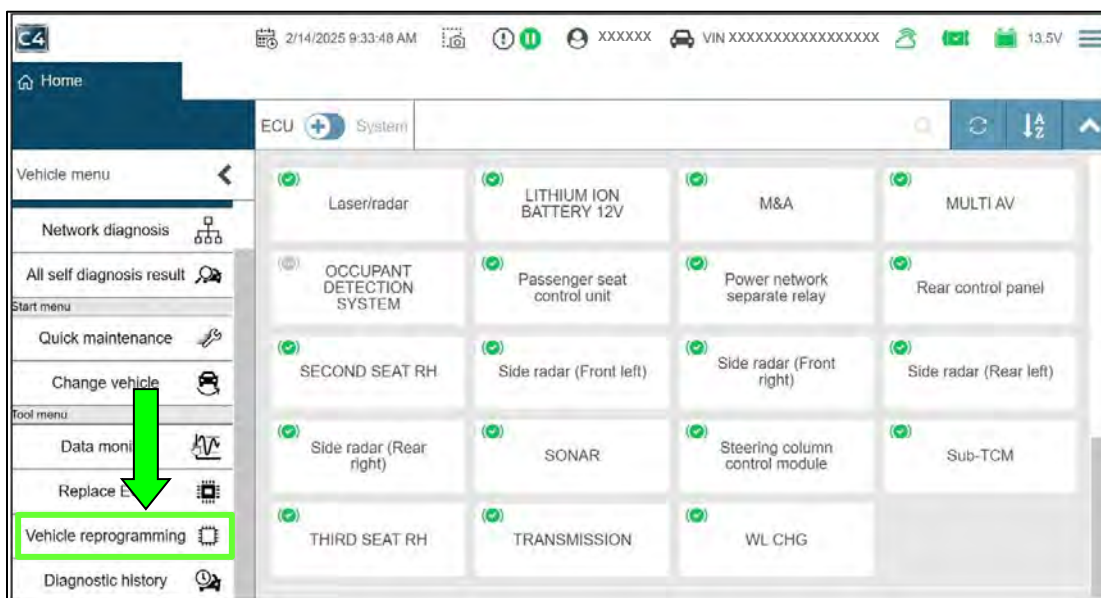 C4
2/14/2025 9:33:48 AM
XXXXXX
VIN XXXXXXXXXXXXXXXXX
13.5V
Home
ECU
System
A
Z
Vehicle menu
Network diagnosis
All self diagnosis result
Start menu
Quick maintenance
Change vehicle
Tool menu
Data moni
Replace E
Vehicle reprogramming
Diagnostic history
Laser/radar
LITHIUM ION
BATTERY 12V
M&A
MULTI AV
OCCUPANT
DETECTION
SYSTEM
Passenger seat
control unit
Power network
separate relay
Rear control panel
SECOND SEAT RH
Side radar (Front left)
Side radar (Front
right)
Side radar (Rear left)
Side radar (Rear
right)
SONAR
Steering column
control module
Sub-TCM
THIRD SEAT RH
TRANSMISSION
WL CHG